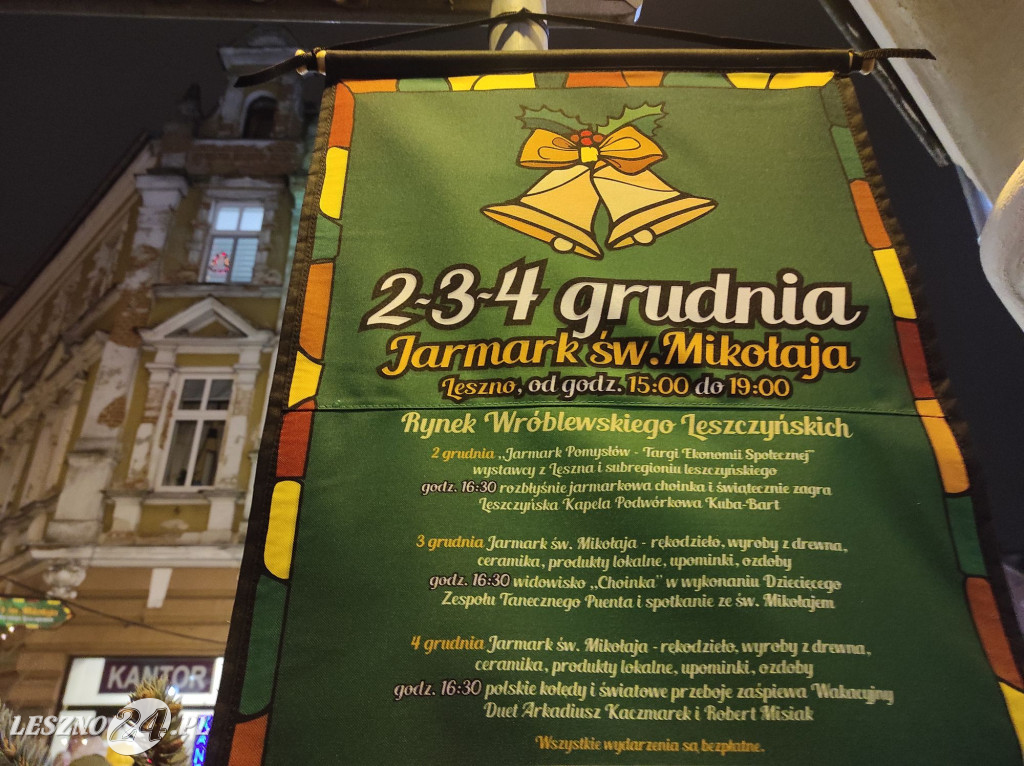 2-3-4 grudnia
Jarmark św. Mikołaja
Leszno, od godz. 15:00 do 19:00
Rynek Wróblewskiego Leszczyńskich
2 grudnia „Jarmark Pomysłów - Targi Ekonomii Społecznej"
wystawcy z Leszna i subregionu leszczyńskiego
godz. 16:30 rozbłyśnie jarmarkowa choinka i świątecznie zagra
Leszczyńska Kapela Podwórkowa Kuba-Bart
3 grudnia Jarmark św. Mikołaja - rękodzieło, wyroby z drewna,
ceramika, produkty lokalne, upominki, ozdoby
godz. 16:30 widowisko „Choinka" w wykonaniu Dziecięcego
Zespołu Tanecznego Puenta i spotkanie ze św. Mikołajem
4 grudnia Jarmark św. Mikołaja - rękodzieło, wyroby z drewna,
ceramika, produkty lokalne, upominki, ozdoby
godz. 16:30 polskie kolędy i światowe przeboje zaśpiewa Wakacyjny
Duet Arkadiusz Kaczmarek i Robert Misiak
Wszystkie wydarzenia są bezpłatne.
KANTOR
LESZNO24.PL